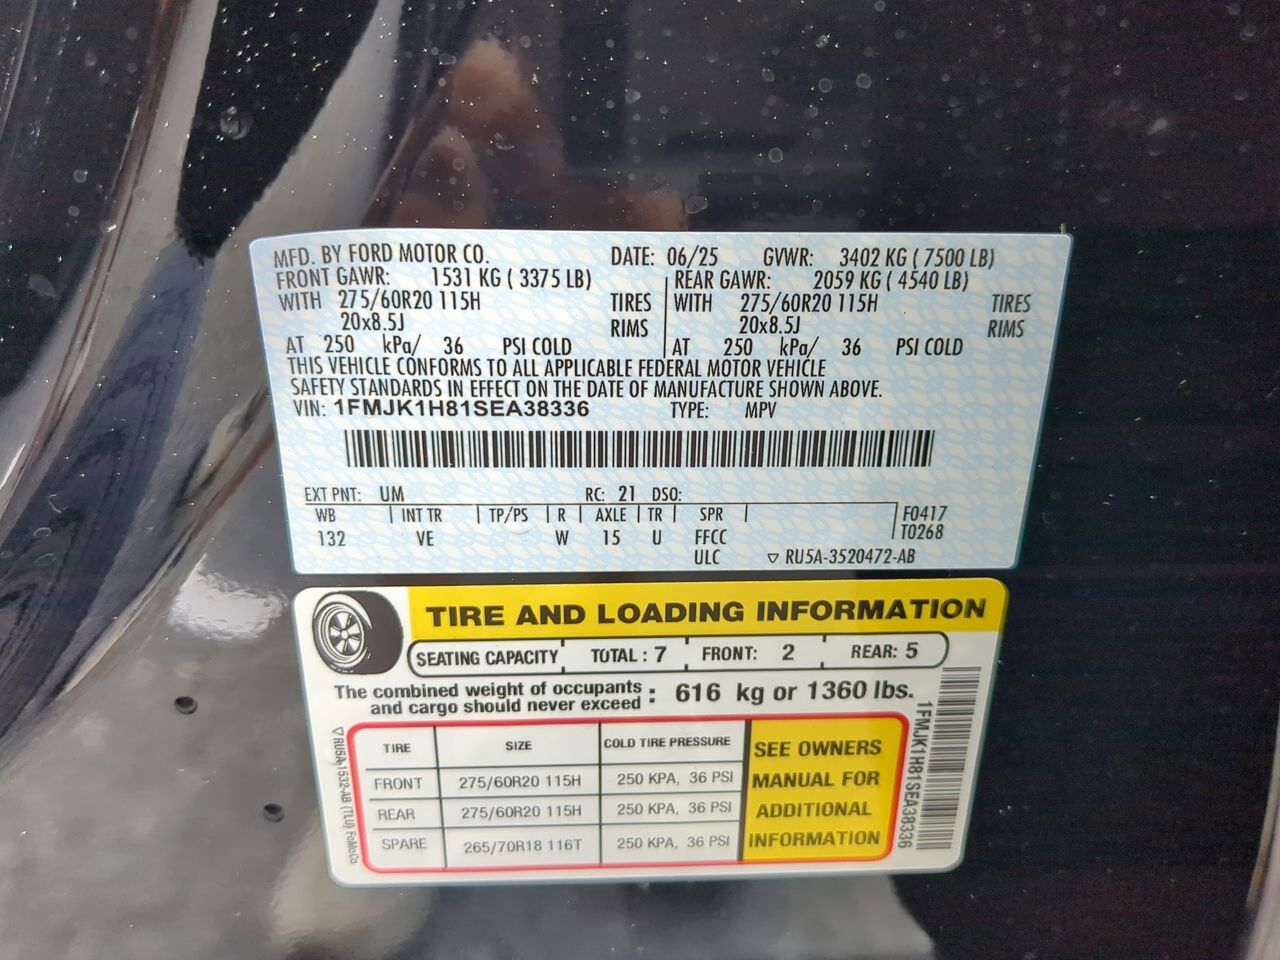 MFD. BY FORD MOTOR CO. DATE: 06/25 GVWR: 3402 KG ( 7500 LB)
FRONT GAWR: 1531 KG ( 3375 LB) REAR GAWR: 2059 KG ( 4540 LB)
WITH 275/60R20 115H TIRES WITH 275/60R20 115H TIRES
20x8.5J RIMS 20x8.5J RIMS
AT 250 kPa/ 36 PSI COLD AT 250 kPa/ 36 PSI COLD
THIS VEHICLE CONFORMS TO ALL APPLICABLE FEDERAL MOTOR VEHICLE
SAFETY STANDARDS IN EFFECT ON THE DATE OF MANUFACTURE SHOWN ABOVE.
VIN: 1FMJK1H81SEA38336 TYPE: MPV
EXT PNT: UM RC: 21 DSO:
WB INT TR TP/PS R AXLE TR SPR F0417
132 VE W 15 U FFCC T0268
ULC ▽ RU5A-3520472-AB
TIRE AND LOADING INFORMATION
SEATING CAPACITY TOTAL : 7 FRONT: 2 REAR: 5
The combined weight of occupants and cargo should never exceed : 616 kg or 1360 lbs.
TIRE SIZE COLD TIRE PRESSURE
FRONT 275/60R20 115H 250 KPA, 36 PSI
REAR 275/60R20 115H 250 KPA, 36 PSI
SPARE 265/70R18 116T 250 KPA, 36 PSI
SEE OWNERS
MANUAL FOR
ADDITIONAL
INFORMATION
▽ RU5A-1532-AB (TLU) FoMoCo
1FMJK1H81SEA38336